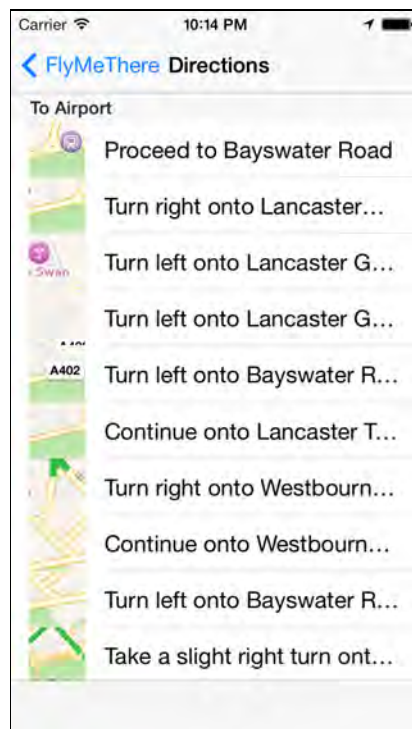 Carrier 10:14 PM
FlyMeThere Directions
To Airport
Proceed to Bayswater Road
Turn right onto Lancaster...
Swan
Turn left onto Lancaster G...
Turn left onto Lancaster G...
A402
Turn left onto Bayswater R...
Continue onto Lancaster T...
Turn right onto Westbourn...
Continue onto Westbourn...
Turn left onto Bayswater R...
Take a slight right turn ont...